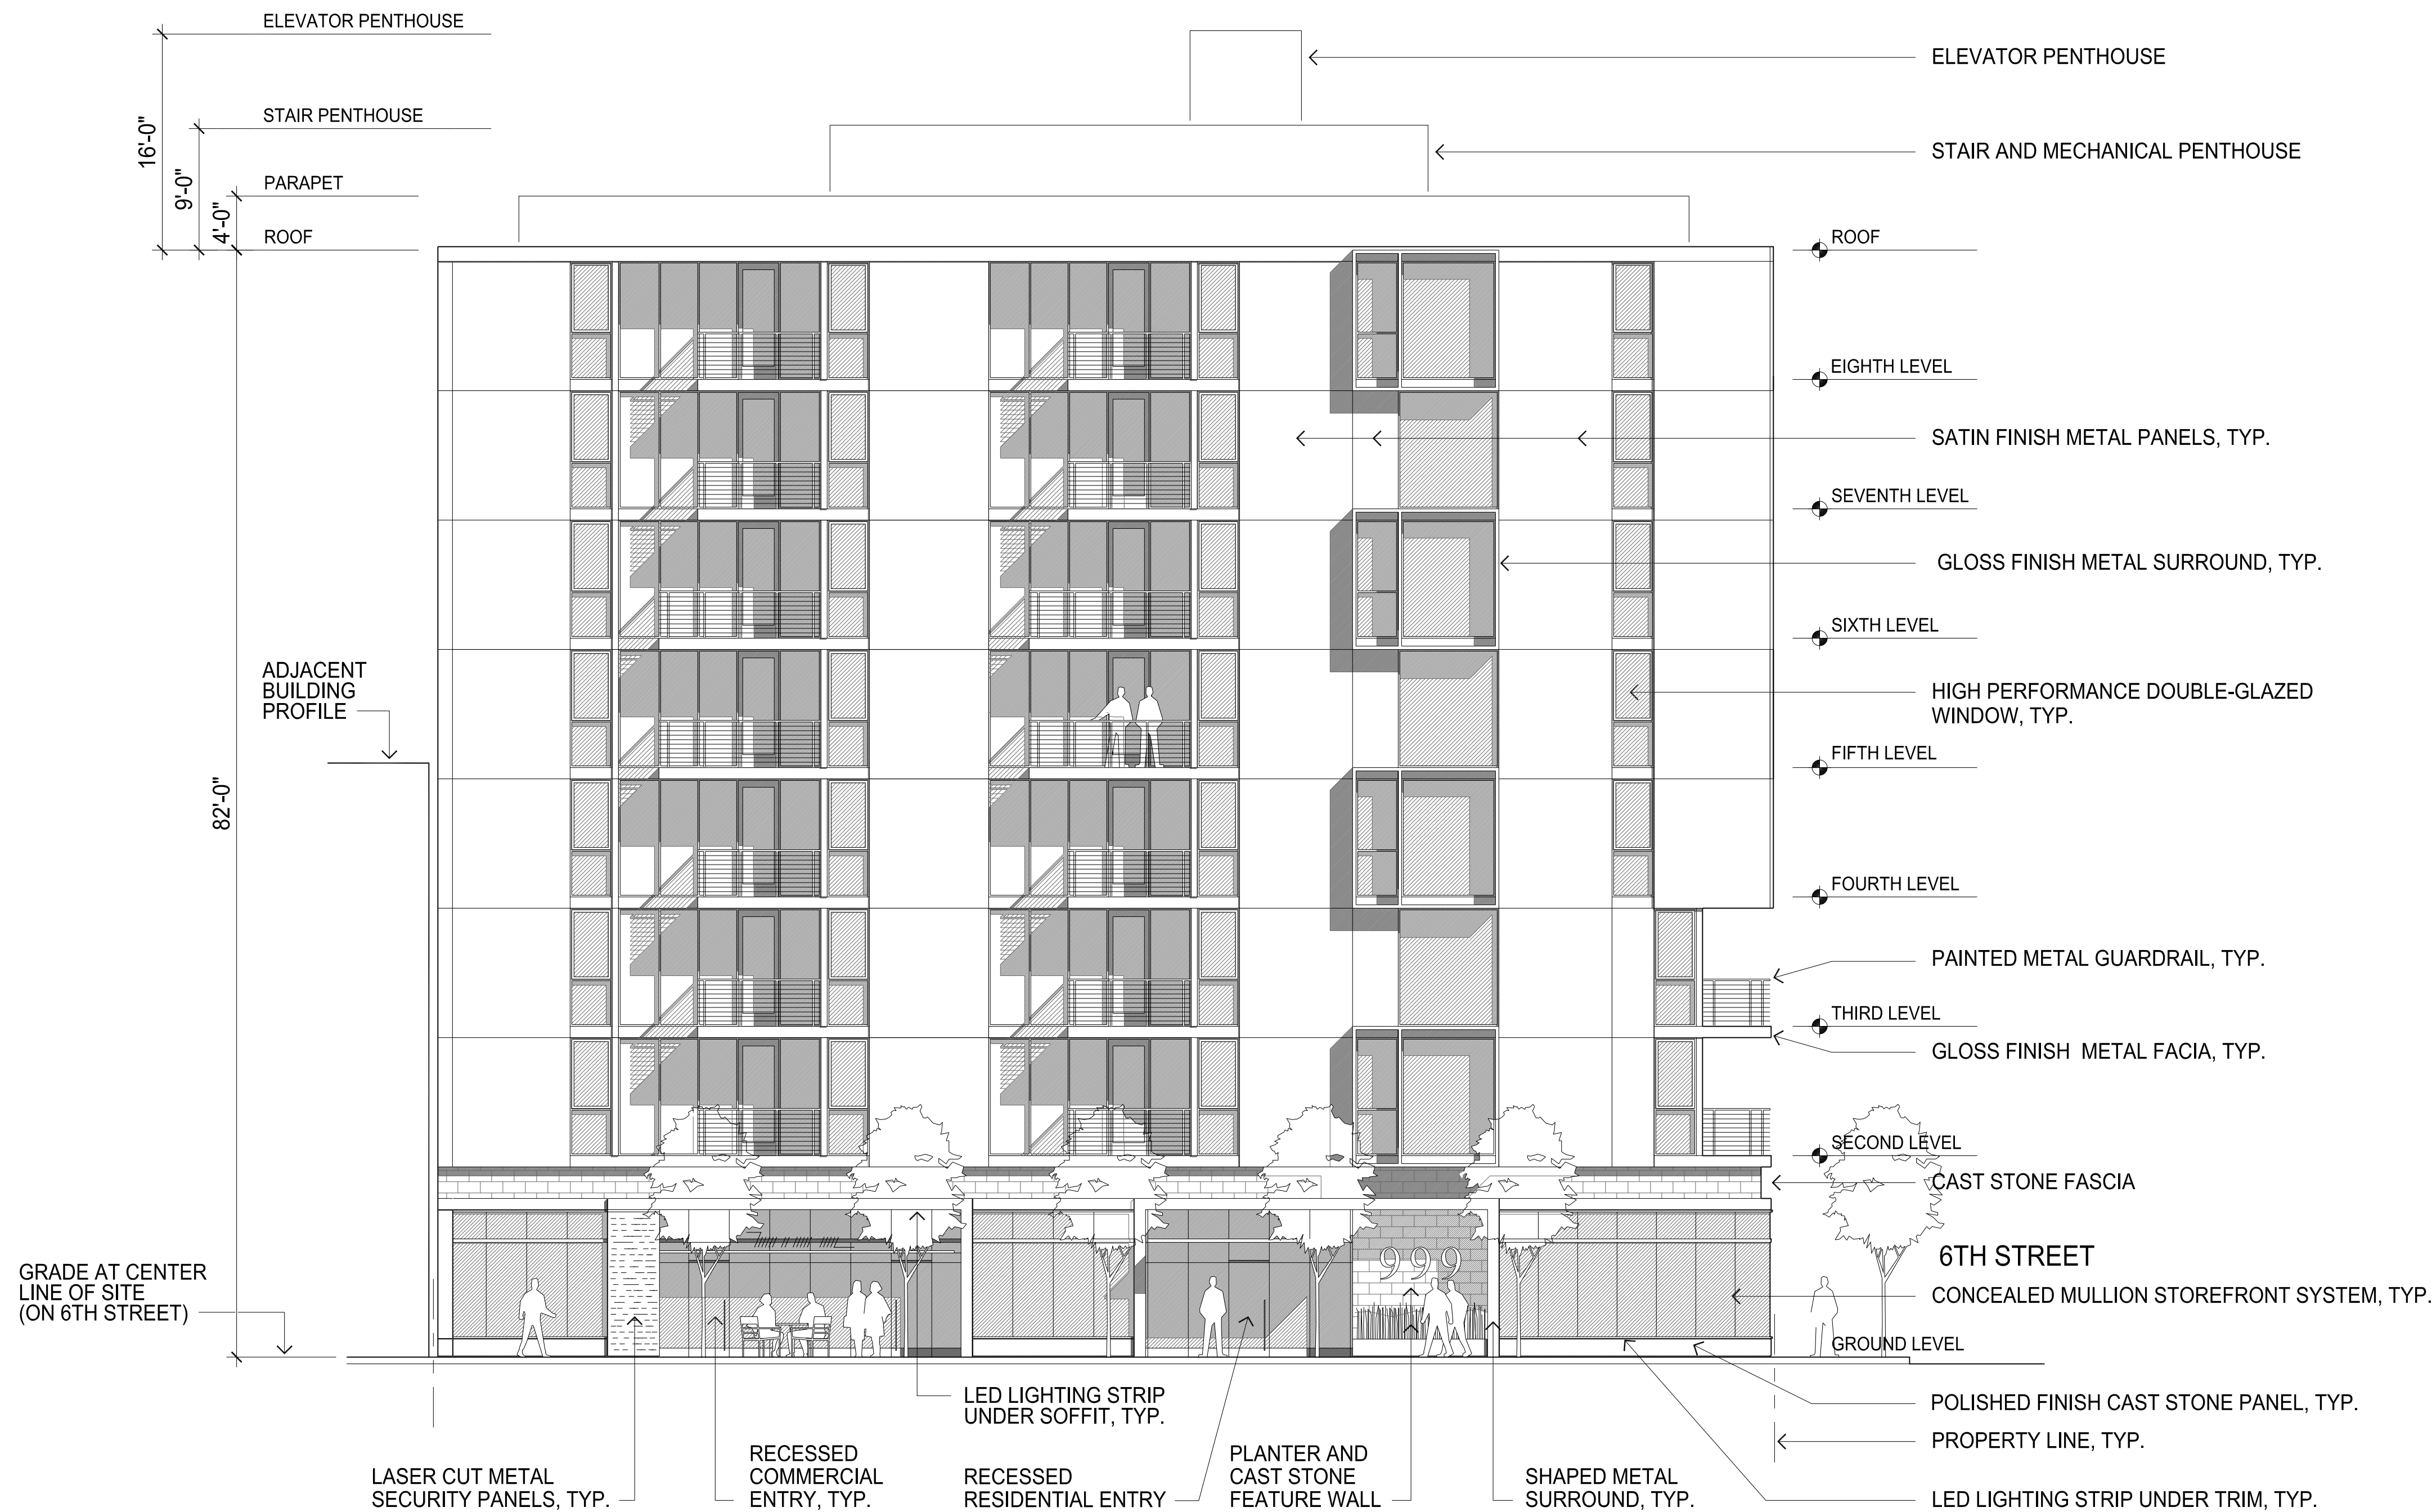 ELEVATOR PENTHOUSE
ELEVATOR PENTHOUSE
STAIR PENTHOUSE
16'-0"
STAIR AND MECHANICAL PENTHOUSE
9'-0"
PARAPET
4'-0"
ROOF
ROOF
EIGHTH LEVEL
SATIN FINISH METAL PANELS, TYP.
SEVENTH LEVEL
GLOSS FINISH METAL SURROUND, TYP.
SIXTH LEVEL
ADJACENT
BUILDING
PROFILE
HIGH PERFORMANCE DOUBLE-GLAZED
WINDOW, TYP.
FIFTH LEVEL
82'-0"
FOURTH LEVEL
PAINTED METAL GUARDRAIL, TYP.
THIRD LEVEL
GLOSS FINISH METAL FACIA, TYP.
SECOND LEVEL
CAST STONE FASCIA
999
6TH STREET
GRADE AT CENTER
LINE OF SITE
(ON 6TH STREET)
CONCEALED MULLION STOREFRONT SYSTEM, TYP.
GROUND LEVEL
LED LIGHTING STRIP
UNDER SOFFIT, TYP.
POLISHED FINISH CAST STONE PANEL, TYP.
PROPERTY LINE, TYP.
LASER CUT METAL
SECURITY PANELS, TYP.
RECESSED
COMMERCIAL
ENTRY, TYP.
RECESSED
RESIDENTIAL ENTRY
PLANTER AND
CAST STONE
FEATURE WALL
SHAPED METAL
SURROUND, TYP.
LED LIGHTING STRIP UNDER TRIM, TYP.